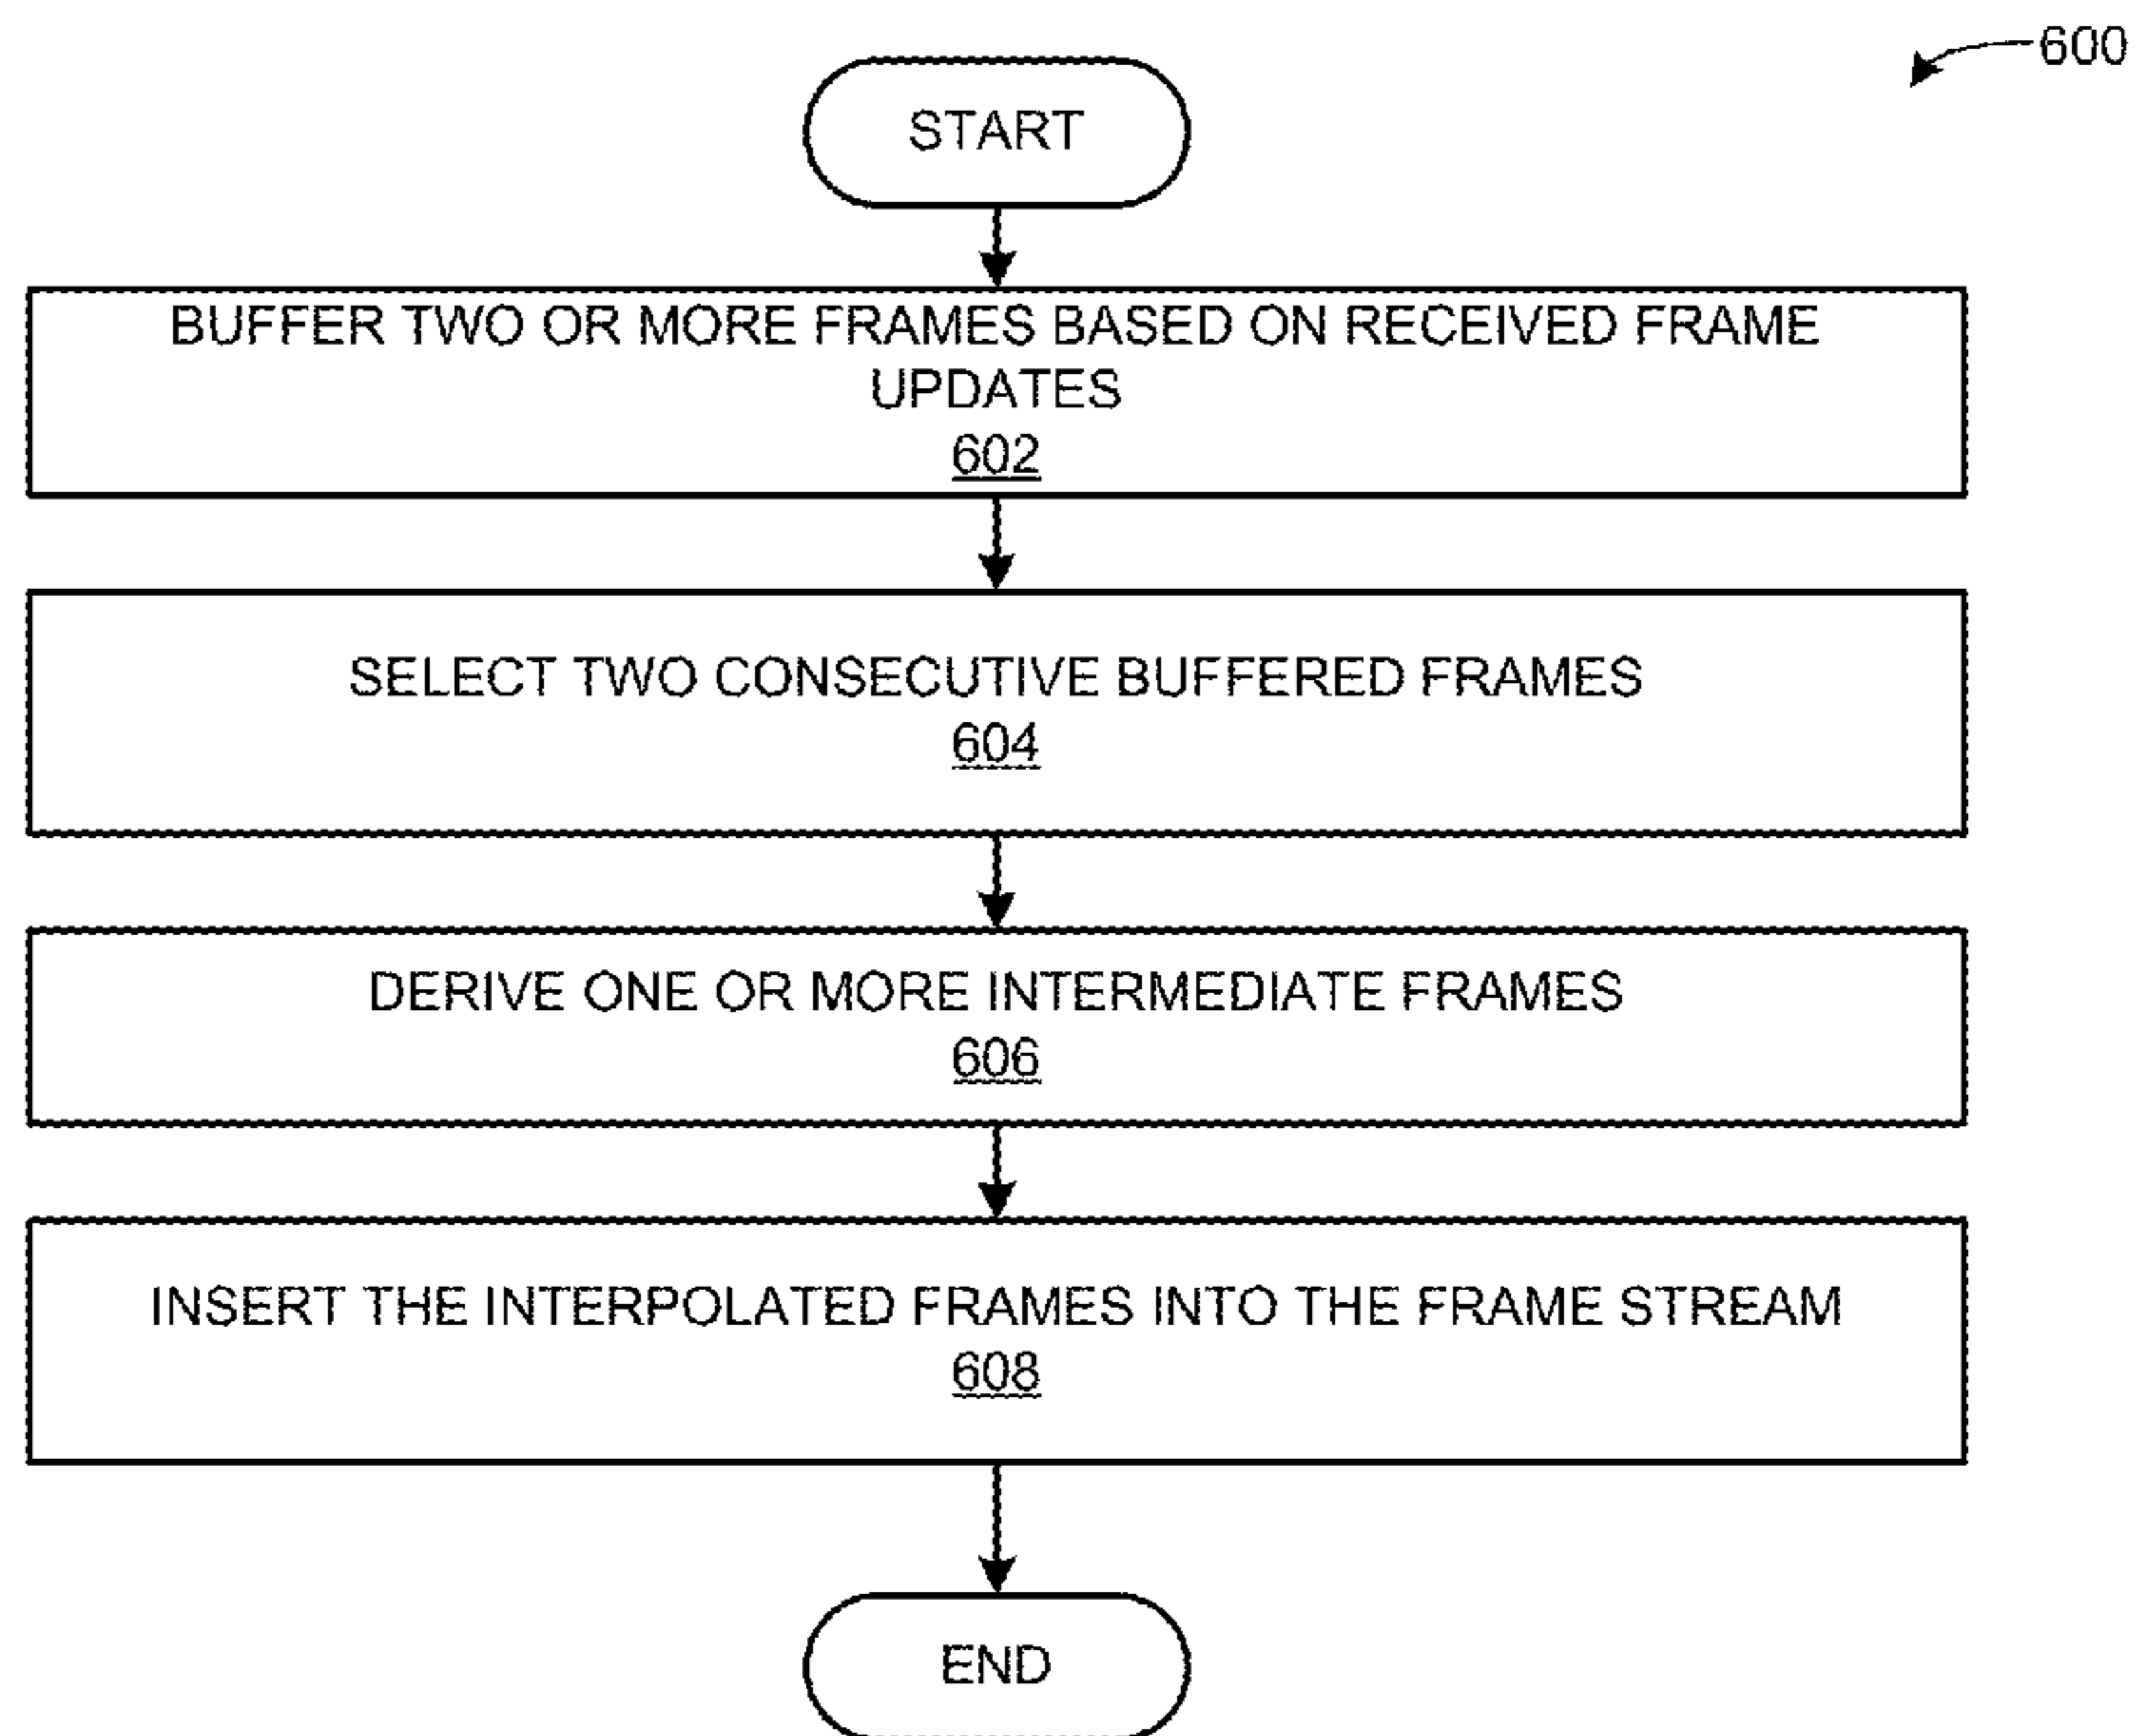 600
START
BUFFER TWO OR MORE FRAMES BASED ON RECEIVED FRAME
UPDATES
602
SELECT TWO CONSECUTIVE BUFFERED FRAMES
604
DERIVE ONE OR MORE INTERMEDIATE FRAMES
606
INSERT THE INTERPOLATED FRAMES INTO THE FRAME STREAM
608
END